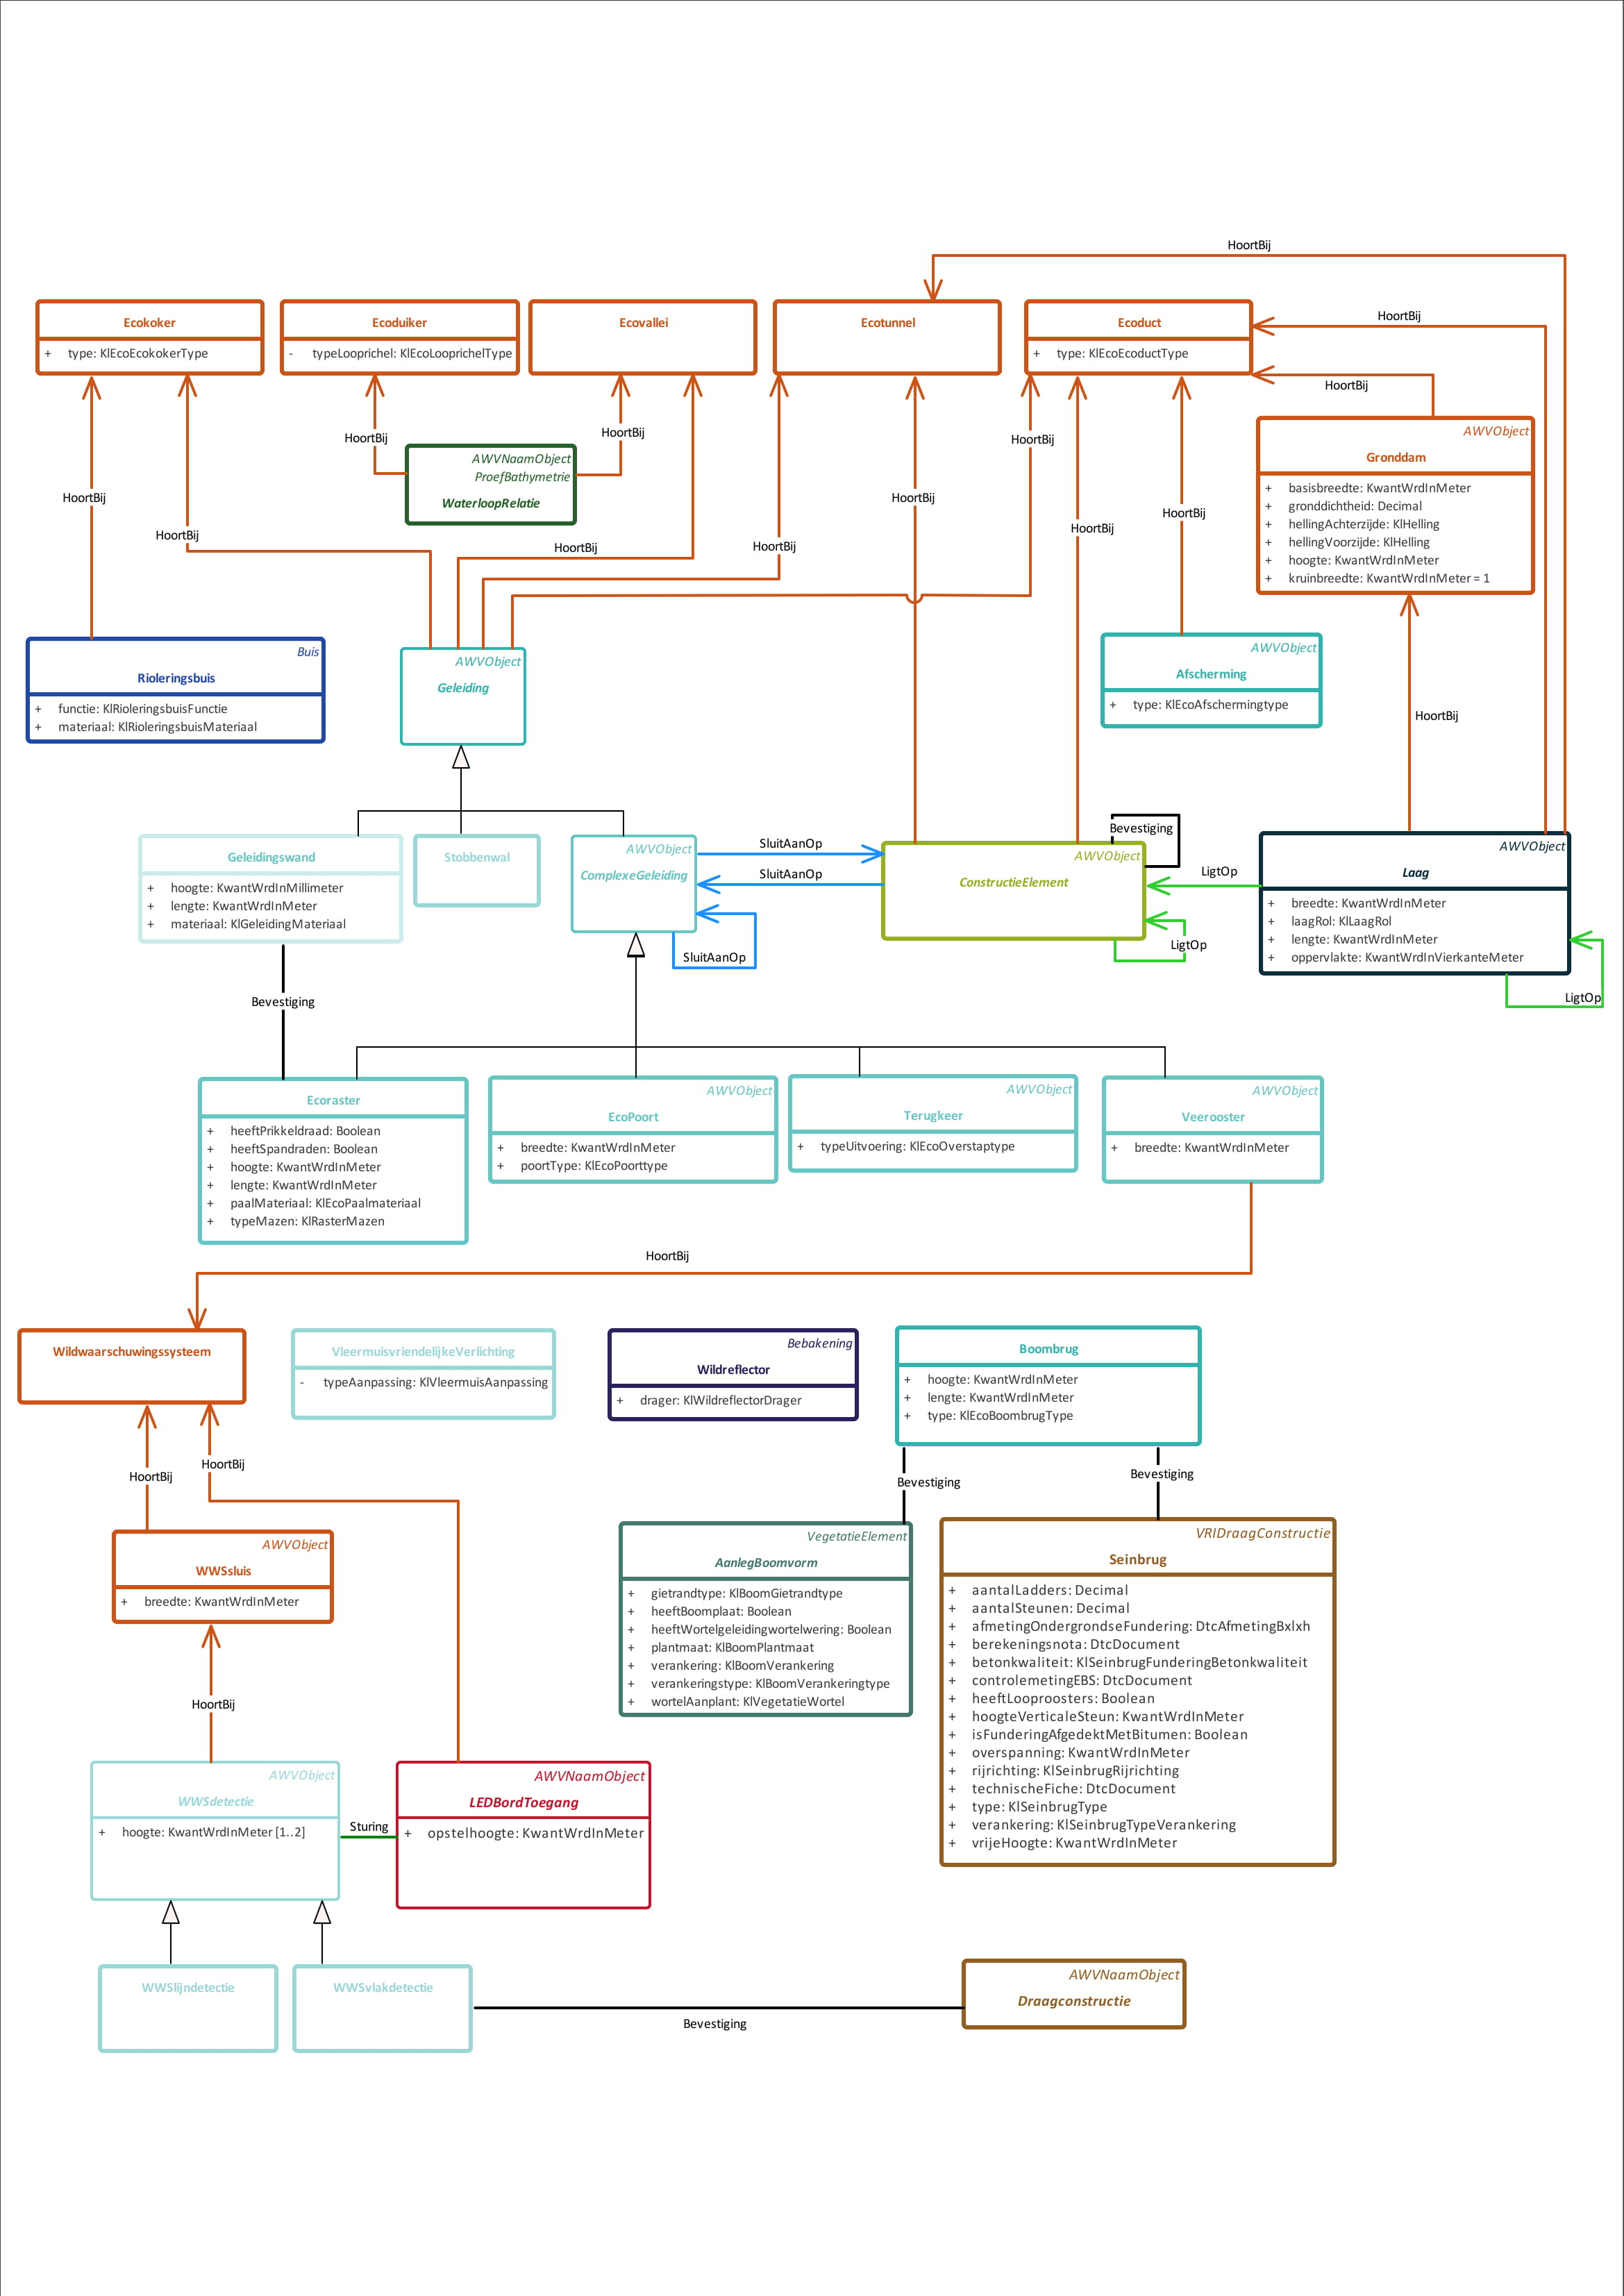 HoortBij
Ecokoker
+ type: KlEcoEcokokerType
Ecoduiker
- typeLooprichel: KlEcoLooprichelType
Ecovallei
Ecotunnel
Ecoduct
+ type: KlEcoEcoductType
HoortBij
HoortBij
AWVObject
Gronddam
+ basisbreedte: KwantWrdInMeter
+ gronddichtheid: Decimal
+ hellingAchterzijde: KlHelling
+ hellingVoorzijde: KlHelling
+ hoogte: KwantWrdInMeter
+ kruinbreedte: KwantWrdInMeter = 1
HoortBij
HoortBij
HoortBij
AWVNaamObject
ProefBathymetrie
WaterloopRelatie
HoortBij
HoortBij
HoortBij
HoortBij
HoortBij
HoortBij
HoortBij
HoortBij
Buis
Rioleringsbuis
+ functie: KlRioleringsbuisFunctie
+ materiaal: KlRioleringsbuisMateriaal
AWVObject
Geleiding
AWVObject
Afscherming
+ type: KlEcoAfschermingtype
HoortBij
Geleidingswand
+ hoogte: KwantWrdInMillimeter
+ lengte: KwantWrdInMeter
+ materiaal: KlGeleidingMateriaal
Stobbenwal
AWVObject
ComplexeGeleiding
SluitAanOp
SluitAanOp
SluitAanOp
Bevestiging
AWVObject
ConstructieElement
LigtOp
LigtOp
AWVObject
Laag
+ breedte: KwantWrdInMeter
+ laagRol: KlLaagRol
+ lengte: KwantWrdInMeter
+ oppervlakte: KwantWrdInVierkanteMeter
LigtOp
Bevestiging
Ecoraster
+ heeftPrikkeldraad: Boolean
+ heeftSpandraden: Boolean
+ hoogte: KwantWrdInMeter
+ lengte: KwantWrdInMeter
+ paalMateriaal: KlEcoPaalmateriaal
+ typeMazen: KlRasterMazen
AWVObject
EcoPoort
+ breedte: KwantWrdInMeter
+ poortType: KlEcoPoorttype
AWVObject
Terugkeer
+ typeUitvoering: KlEcoOverstaptype
AWVObject
Veerooster
+ breedte: KwantWrdInMeter
HoortBij
Wildwaarschuwingssysteem
VleermuisvriendelijkeVerlichting
- typeAanpassing: KlVleermuisAanpassing
Bebakening
Wildreflector
+ drager: KlWildreflectorDrager
Boombrug
+ hoogte: KwantWrdInMeter
+ lengte: KwantWrdInMeter
+ type: KlEcoBoombrugType
HoortBij
HoortBij
Bevestiging
Bevestiging
AWVObject
WWSsluis
+ breedte: KwantWrdInMeter
VegetatieElement
AanlegBoomvorm
+ gietrandtype: KlBoomGietrandtype
+ heeftBoomplaat: Boolean
+ heeftWortelgeleidingwortelwering: Boolean
+ plantmaat: KlBoomPlantmaat
+ verankering: KlBoomVerankering
+ verankeringstype: KlBoomVerankeringtype
+ wortelAanplant: KlVegetatieWortel
VRIDraagConstructie
Seinbrug
+ aantalLadders: Decimal
+ aantalSteunen: Decimal
+ afmetingOndergrondseFundering: DtcAfmetingBxlxh
+ berekeningsnota: DtcDocument
+ betonkwaliteit: KlSeinbrugFunderingBetonkwaliteit
+ controlemetingEBS: DtcDocument
+ heeftLooproosters: Boolean
+ hoogteVerticaleSteun: KwantWrdInMeter
+ isFunderingAfgedektMetBitumen: Boolean
+ overspanning: KwantWrdInMeter
+ rijrichting: KlSeinbrugRijrichting
+ technischeFiche: DtcDocument
+ type: KlSeinbrugType
+ verankering: KlSeinbrugTypeVerankering
+ vrijeHoogte: KwantWrdInMeter
HoortBij
AWVObject
WWSdetectie
+ hoogte: KwantWrdInMeter [1..2]
Sturing
AWVNaamObject
LEDBordToegang
+ opstelhoogte: KwantWrdInMeter
WWSlijndetectie
WWSvlakdetectie
Bevestiging
AWVNaamObject
Draagconstructie